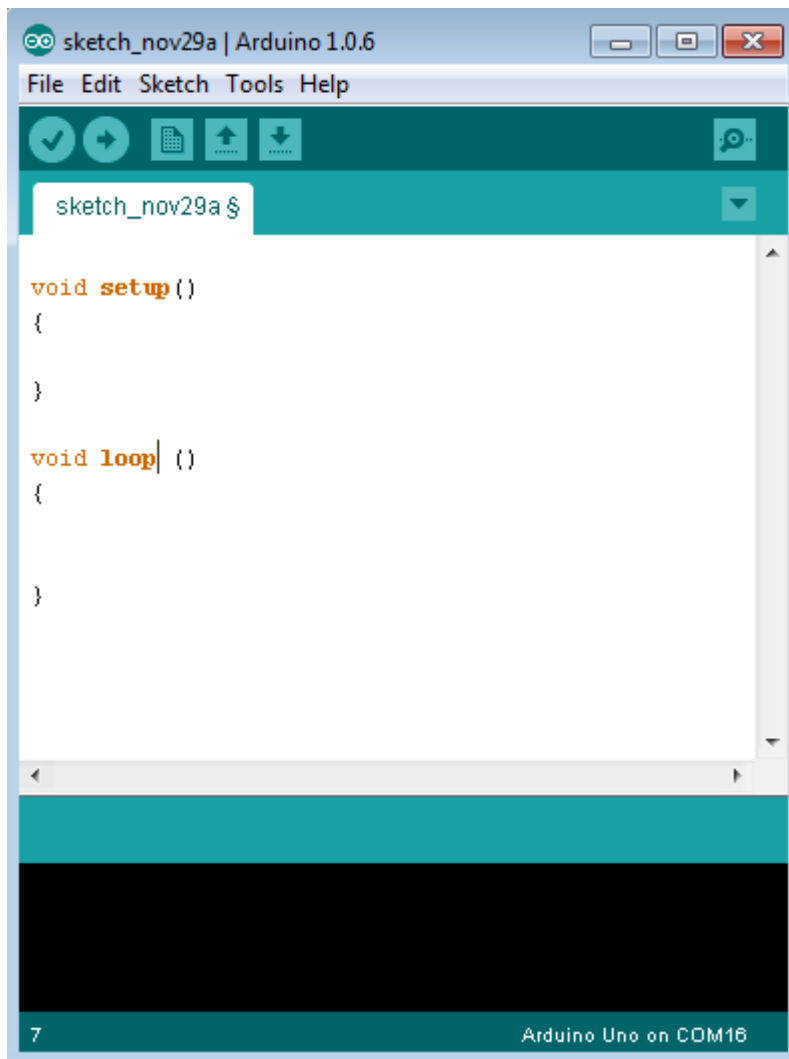 sketch_nov29a | Arduino 1.0.6
File Edit Sketch Tools Help
sketch_nov29a §
void setup()
{
}
void loop ()
{
}
7
Arduino Uno on COM16